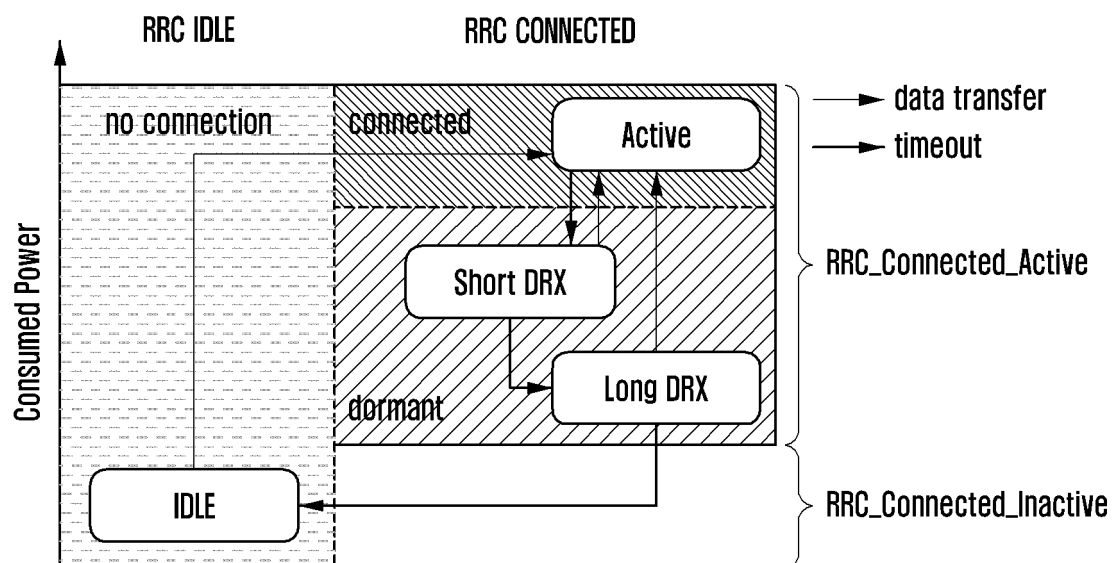 RRC IDLE
RRC CONNECTED
no connection
connected
Active
data transfer
timeout
Consumed Power
Short DRX
RRC_Connected_Active
Long DRX
dormant
IDLE
RRC_Connected_Inactive